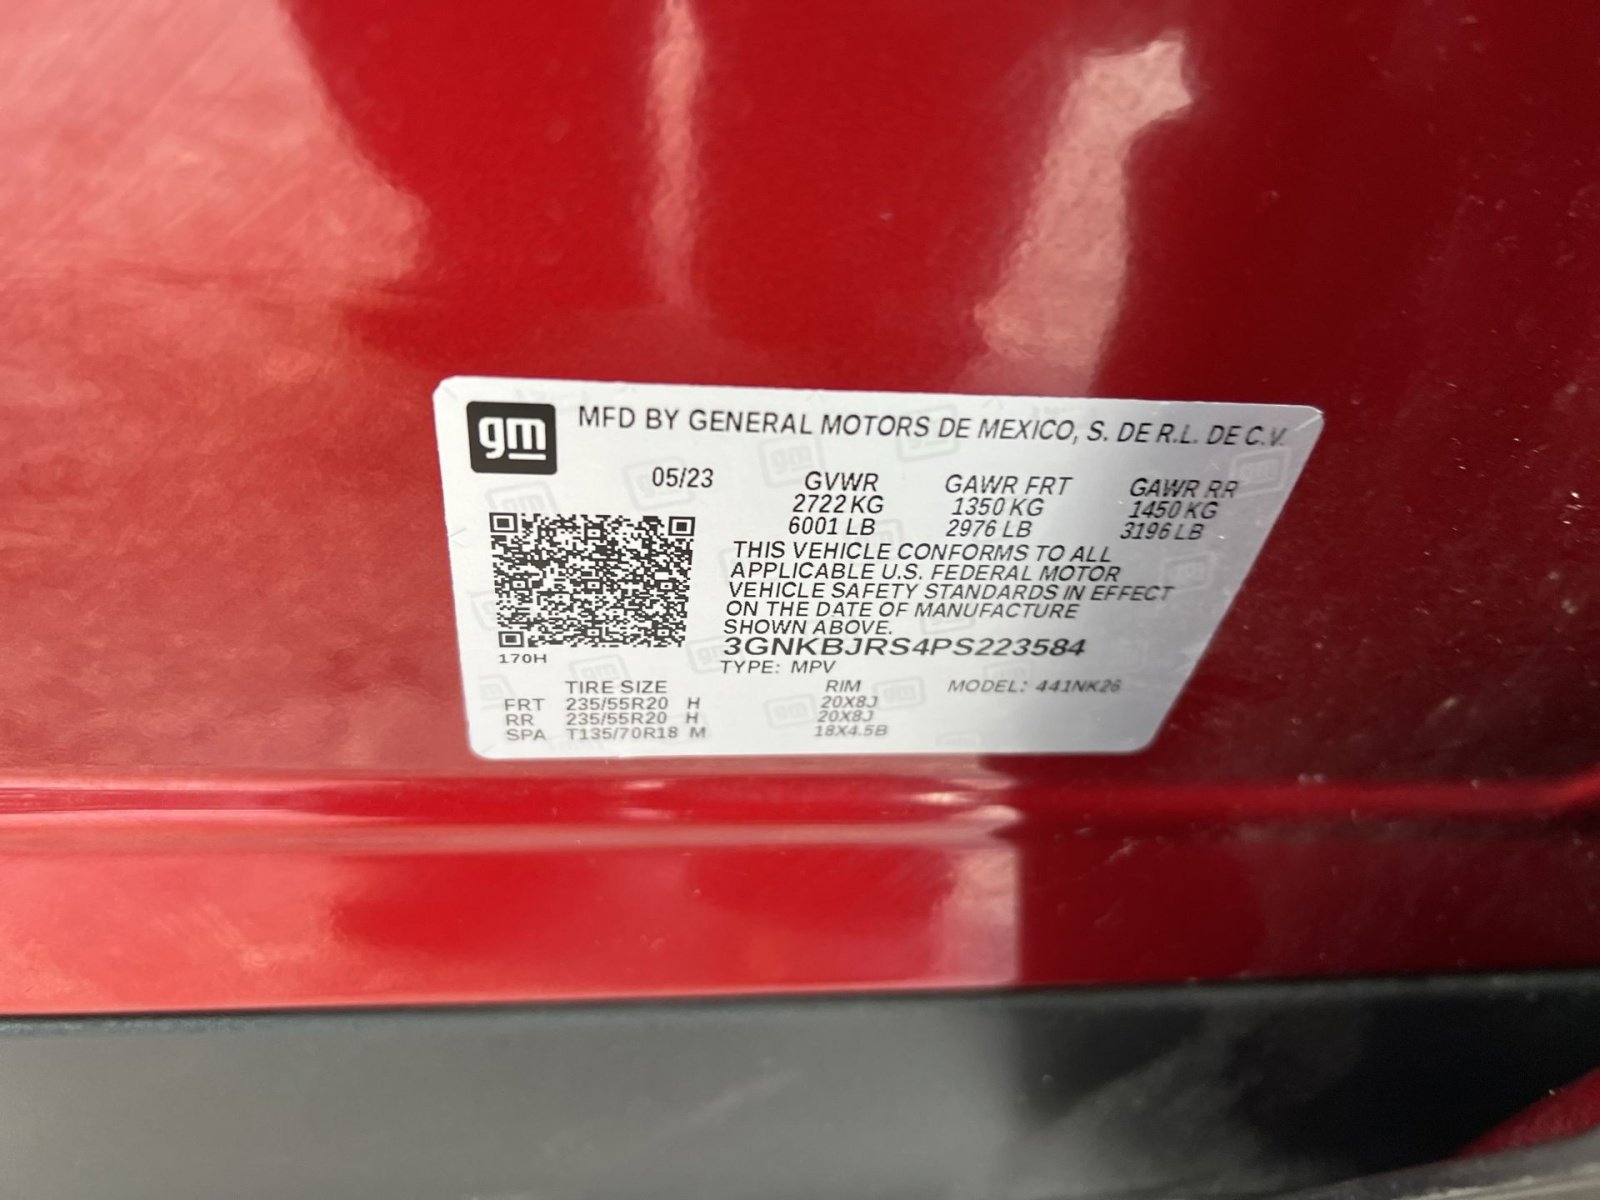 gm
MFD BY GENERAL MOTORS DE MEXICO, S. DE R.L. DE C.V.
05/23 GVWR GAWR FRT GAWR RR
2722 KG 1350 KG 1450 KG
6001 LB 2976 LB 3196 LB
THIS VEHICLE CONFORMS TO ALL
APPLICABLE U.S. FEDERAL MOTOR
VEHICLE SAFETY STANDARDS IN EFFECT
ON THE DATE OF MANUFACTURE
SHOWN ABOVE.
3GNKBJRS4PS223584
170H
TYPE: MPV
TIRE SIZE RIM MODEL: 441NK26
FRT 235/55R20 H 20X8J
RR 235/55R20 H 20X8J
SPA T135/70R18 M 18X4.5B